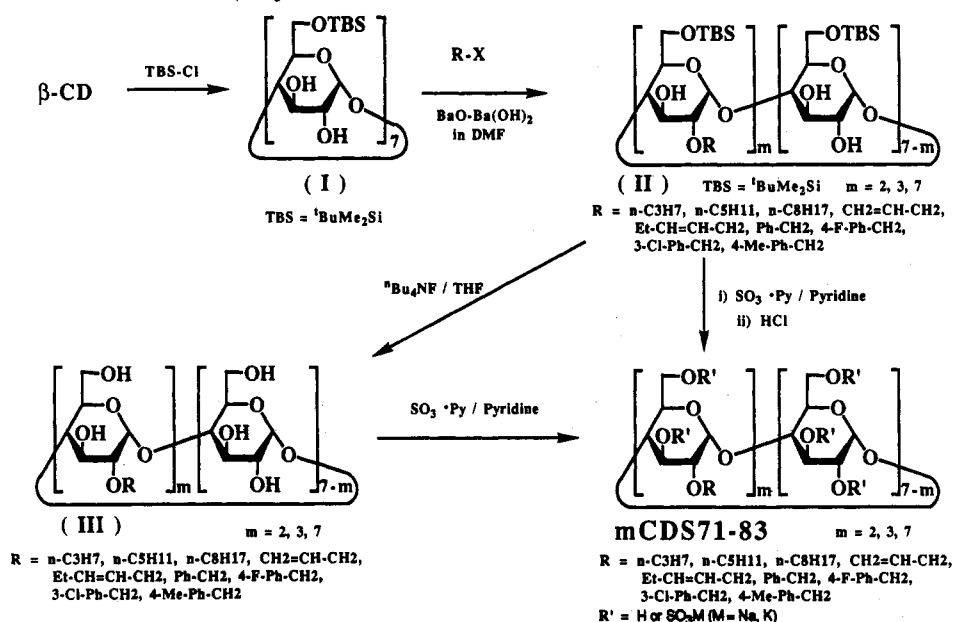 β-CD
TBS-Cl
OTBS
O
OH
O
OH
7
( I )
TBS = ᵗBuMe₂Si
R-X
BaO-Ba(OH)₂
in DMF
OTBS
OTBS
O
O
OH
OH
O
O
OR
m
OH
7-m
( II )
TBS = ᵗBuMe₂Si m = 2, 3, 7
R = n-C3H7, n-C5H11, n-C8H17, CH2=CH-CH2,
Et-CH=CH-CH2, Ph-CH2, 4-F-Ph-CH2,
3-Cl-Ph-CH2, 4-Me-Ph-CH2
ⁿBu₄NF / THF
i) SO₃ •Py / Pyridine
ii) HCl
OH
OH
O
O
OH
OH
O
O
OR
m
OH
7-m
( III )
m = 2, 3, 7
R = n-C3H7, n-C5H11, n-C8H17, CH2=CH-CH2,
Et-CH=CH-CH2, Ph-CH2, 4-F-Ph-CH2,
3-Cl-Ph-CH2, 4-Me-Ph-CH2
SO₃ •Py / Pyridine
OR'
OR'
O
O
OR'
OR'
O
O
OR
m
OR'
7-m
mCDS71-83
m = 2, 3, 7
R = n-C3H7, n-C5H11, n-C8H17, CH2=CH-CH2,
Et-CH=CH-CH2, Ph-CH2, 4-F-Ph-CH2,
3-Cl-Ph-CH2, 4-Me-Ph-CH2
R' = H or SO₃M (M = Na, K)